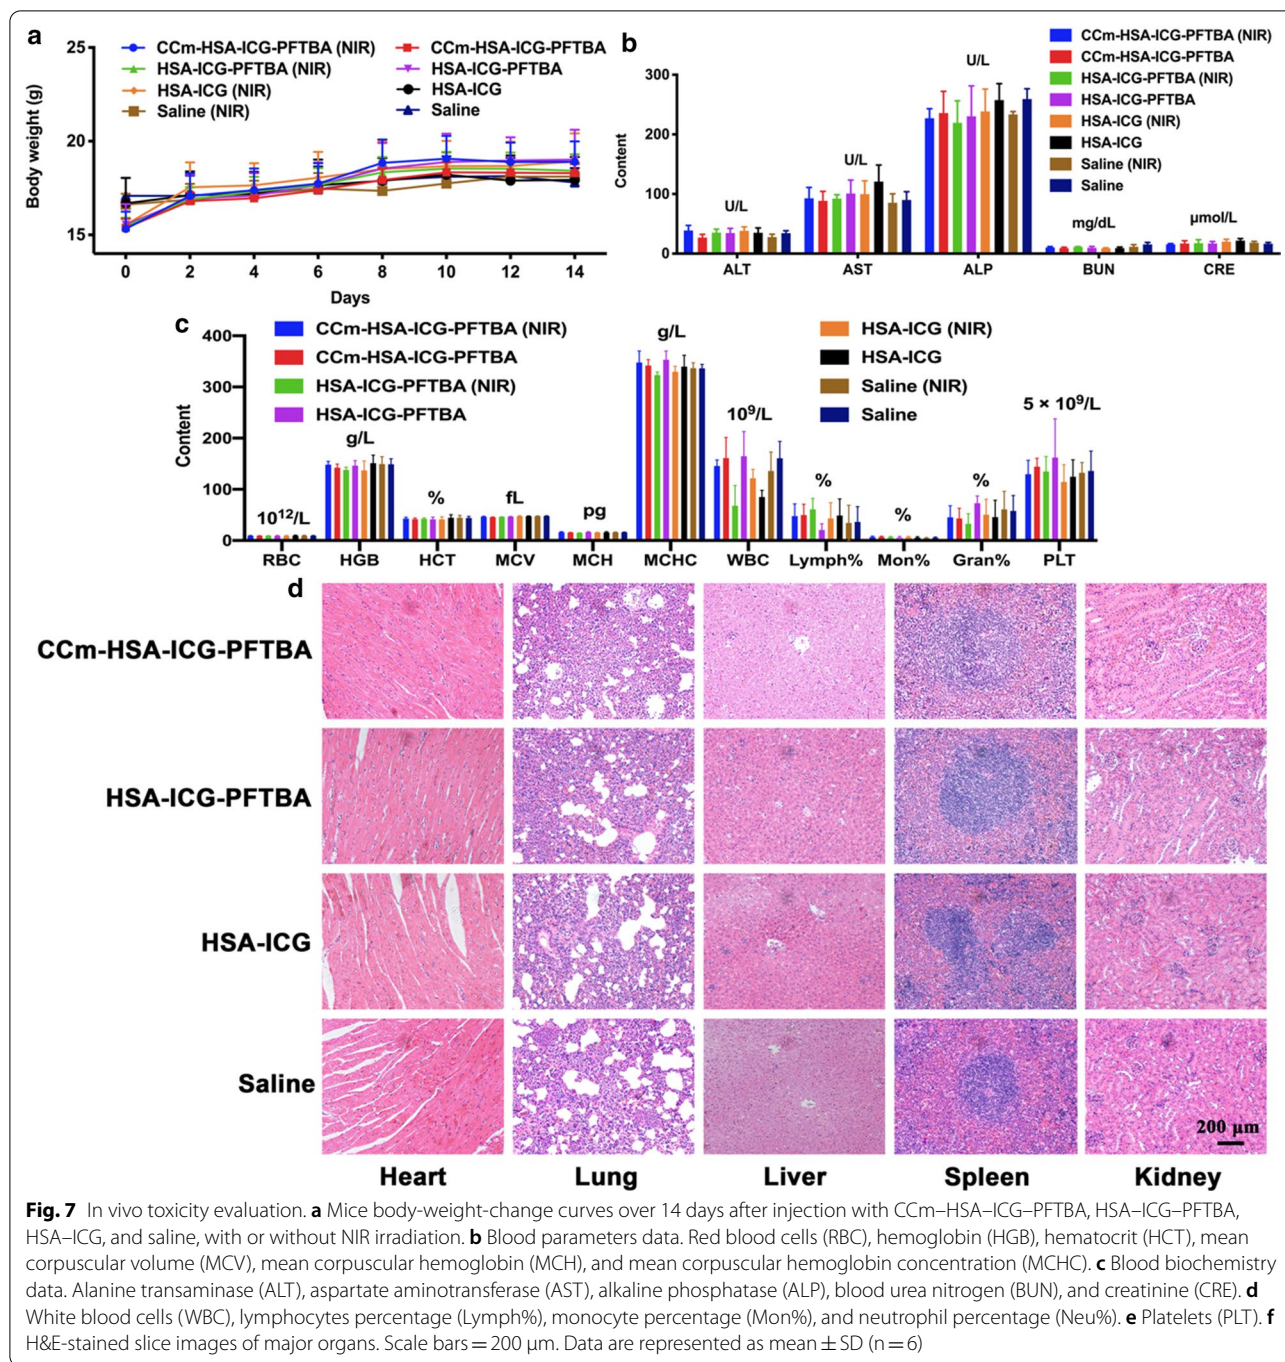 a
25
20
15
Body weight (g)
CCm-HSA-ICG-PFTBA (NIR)
CCm-HSA-ICG-PFTBA
HSA-ICG-PFTBA (NIR)
HSA-ICG-PFTBA
HSA-ICG (NIR)
HSA-ICG
Saline (NIR)
Saline
0 2 4 6 8 10 12 14
Days
b
300
200
100
0
Content
U/L
U/L
U/L
mg/dL
µmol/L
CCm-HSA-ICG-PFTBA (NIR)
CCm-HSA-ICG-PFTBA
HSA-ICG-PFTBA (NIR)
HSA-ICG-PFTBA
HSA-ICG (NIR)
HSA-ICG
Saline (NIR)
Saline
ALT AST ALP BUN CRE
c
400
300
200
100
0
Content
CCm-HSA-ICG-PFTBA (NIR)
CCm-HSA-ICG-PFTBA
HSA-ICG-PFTBA (NIR)
HSA-ICG-PFTBA
HSA-ICG (NIR)
HSA-ICG
Saline (NIR)
Saline
10¹²/L
g/L
%
fL
pg
g/L
10⁹/L
%
%
%
5 × 10⁹/L
RBC HGB HCT MCV MCH MCHC WBC Lymph% Mon% Gran% PLT
d
CCm-HSA-ICG-PFTBA
HSA-ICG-PFTBA
HSA-ICG
Saline
200 µm
Heart Lung Liver Spleen Kidney
Fig. 7 In vivo toxicity evaluation. a Mice body-weight-change curves over 14 days after injection with CCm–HSA–ICG–PFTBA, HSA–ICG–PFTBA,
HSA–ICG, and saline, with or without NIR irradiation. b Blood parameters data. Red blood cells (RBC), hemoglobin (HGB), hematocrit (HCT), mean
corpuscular volume (MCV), mean corpuscular hemoglobin (MCH), and mean corpuscular hemoglobin concentration (MCHC). c Blood biochemistry
data. Alanine transaminase (ALT), aspartate aminotransferase (AST), alkaline phosphatase (ALP), blood urea nitrogen (BUN), and creatinine (CRE). d
White blood cells (WBC), lymphocytes percentage (Lymph%), monocyte percentage (Mon%), and neutrophil percentage (Neu%). e Platelets (PLT). f
H&E-stained slice images of major organs. Scale bars = 200 µm. Data are represented as mean ± SD (n = 6)